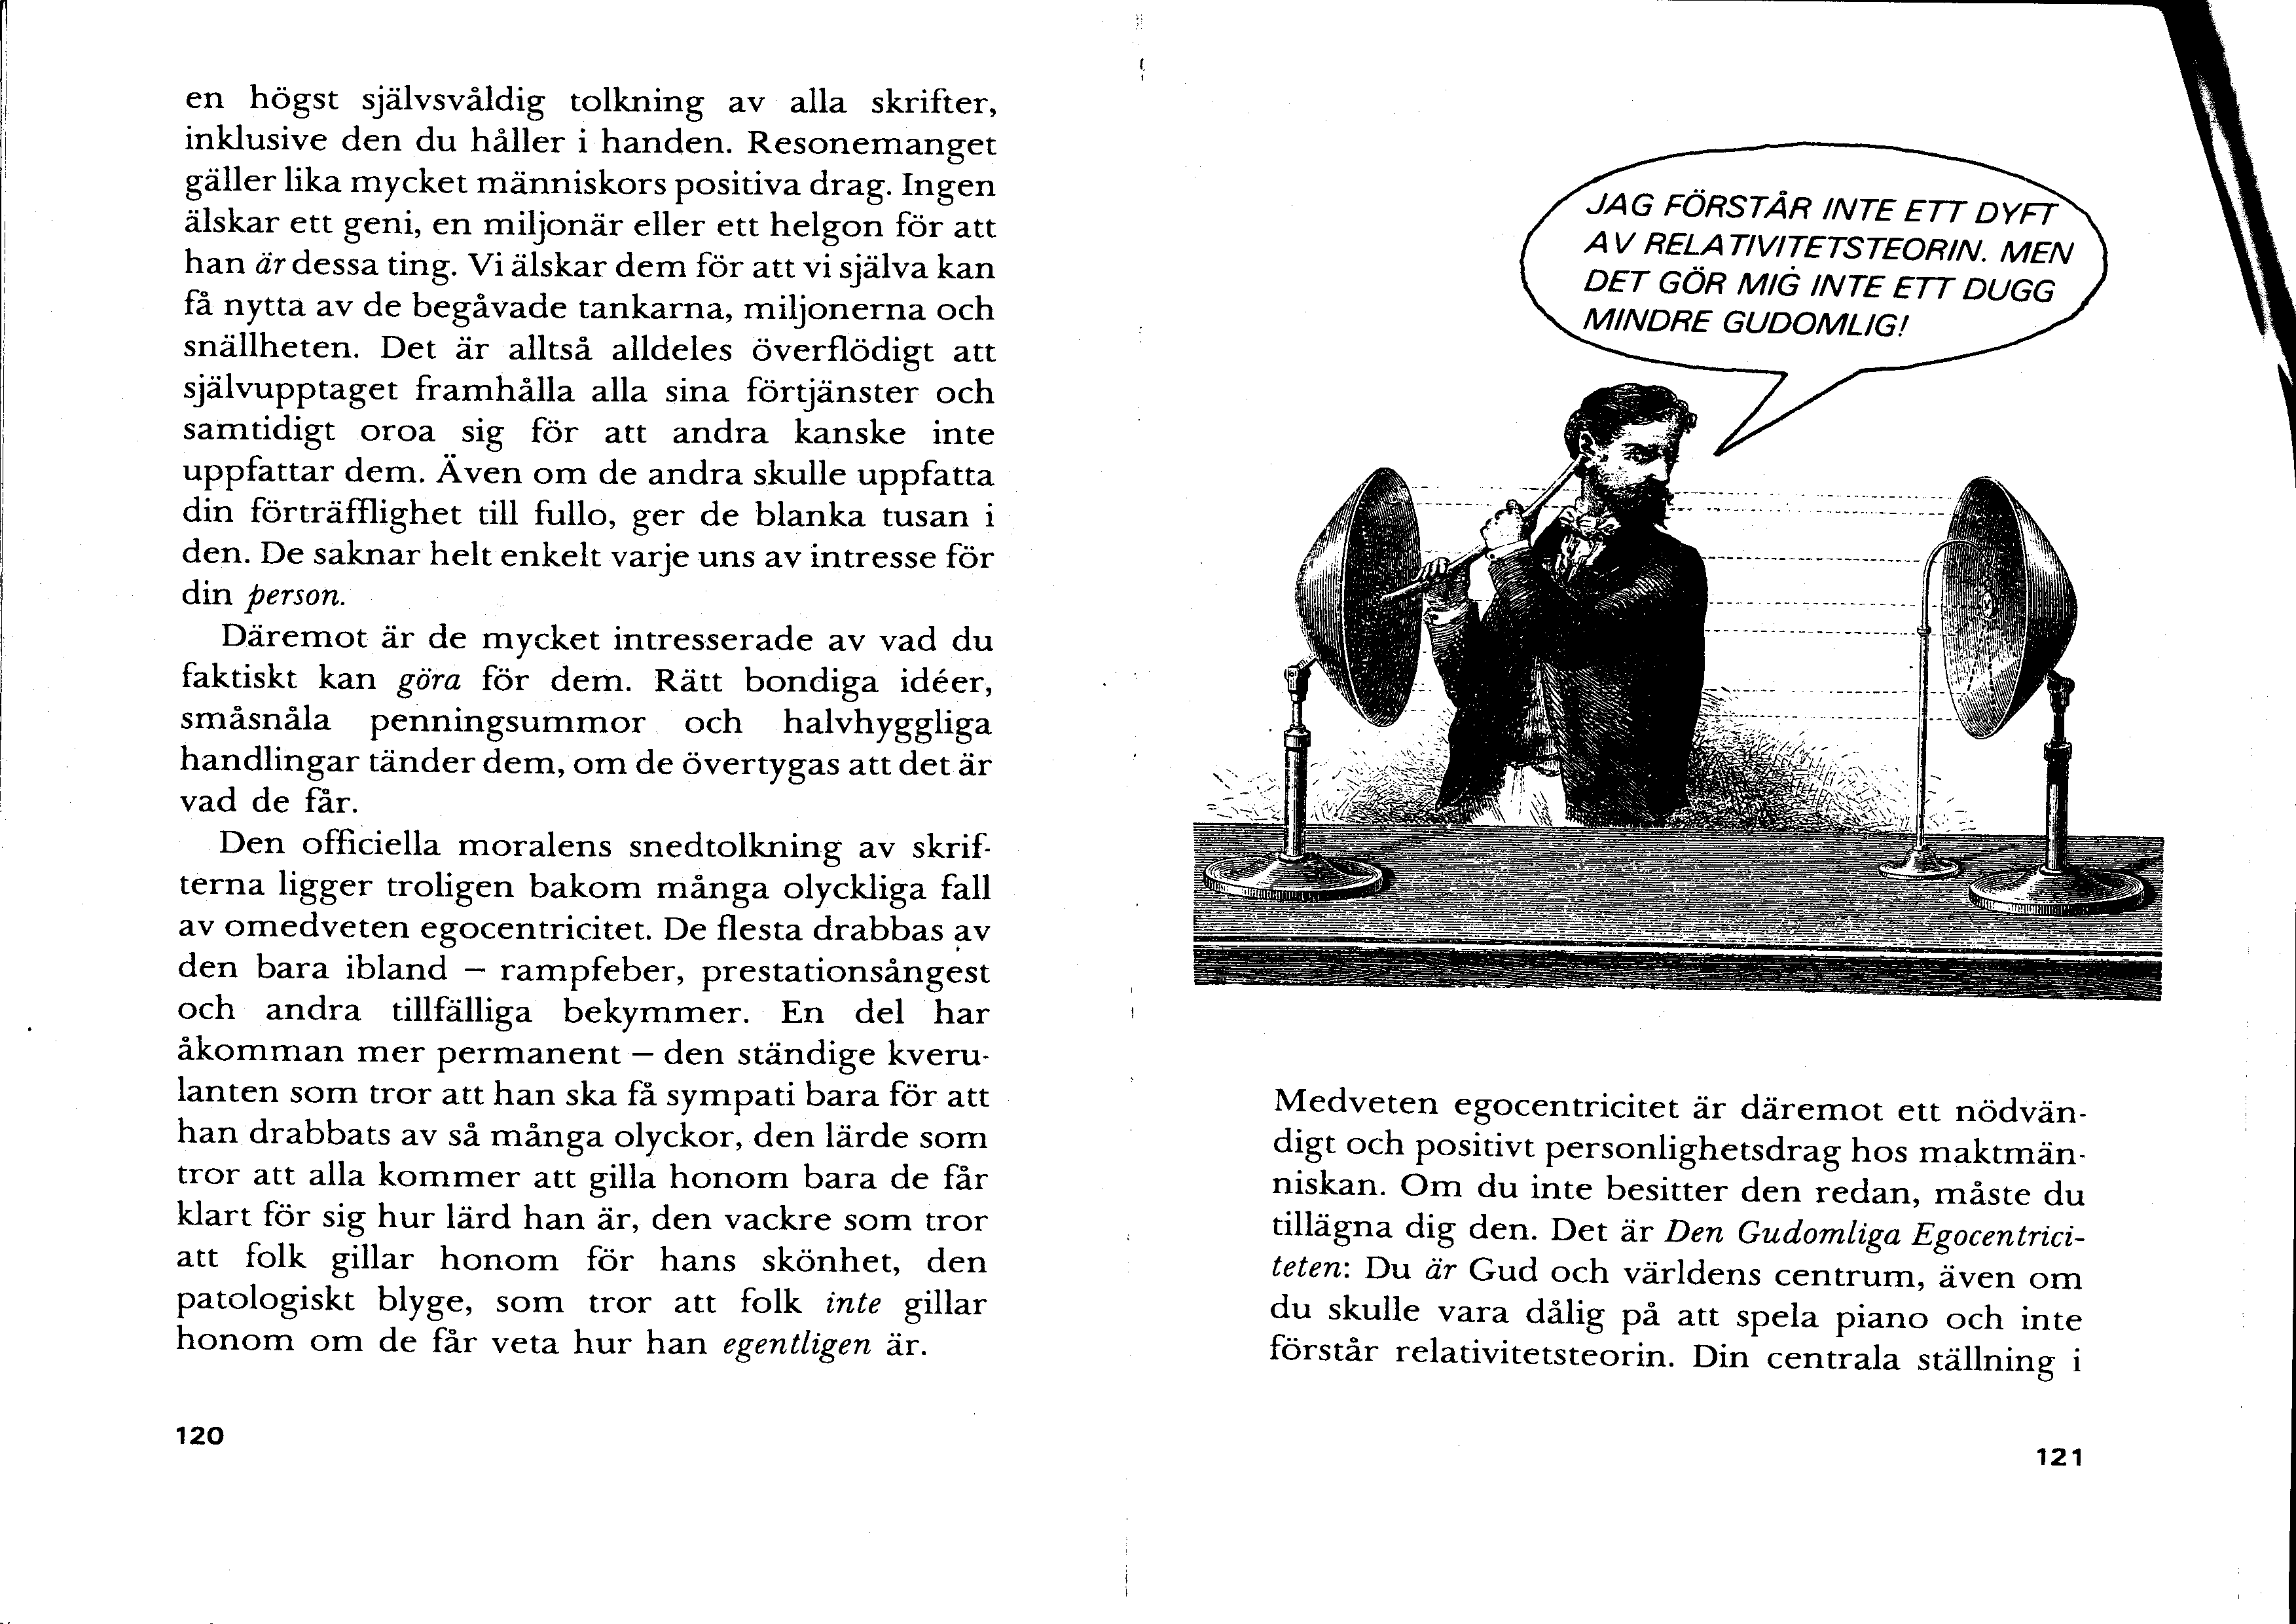 en högst självsvåldig tolkning av alla skrifter,
inklusive den du håller i handen. Resonemanget
gäller lika mycket människors positiva drag. Ingen
älskar ett geni, en miljonär eller ett helgon för att
han är dessa ting. Vi älskar dem för att vi själva kan
få nytta av de begåvade tankarna, miljonerna och
snällheten. Det är alltså alldeles överflödigt att
självupptaget framhålla alla sina förtjänster och
samtidigt oroa sig för att andra kanske inte
uppfattar dem. Även om de andra skulle uppfatta
din förträfflighet till fullo, ger de blanka tusan i
den. De saknar helt enkelt varje uns av intresse för
din person.
Däremot är de mycket intresserade av vad du
faktiskt kan göra för dem. Rätt bondiga idéer,
småsnåla penningsummor och halvhyggliga
handlingar tänder dem, om de övertygas att det är
vad de får.
Den officiella moralens snedtolkning av skrif-
terna ligger troligen bakom många olyckliga fall
av omedveten egocentricitet. De flesta drabbas av
den bara ibland – rampfeber, prestationsångest
och andra tillfälliga bekymmer. En del har
åkomman mer permanent – den ständige kveru-
lanten som tror att han ska få sympati bara för att
han drabbats av så många olyckor, den lärde som
tror att alla kommer att gilla honom bara de får
klart för sig hur lärd han är, den vackre som tror
att folk gillar honom för hans skönhet, den
patologiskt blyge, som tror att folk inte gillar
honom om de får veta hur han egentligen är.
120
JAG FÖRSTÅR INTE ETT DYFT
AV RELATIVITETSTEORIN. MEN
DET GÖR MIG INTE ETT DUGG
MINDRE GUDOMLIG!
Medveten egocentricitet är däremot ett nödvän-
digt och positivt personlighetsdrag hos maktmän-
niskan. Om du inte besitter den redan, måste du
tillägna dig den. Det är Den Gudomliga Egocentrici-
teten: Du är Gud och världens centrum, även om
du skulle vara dålig på att spela piano och inte
förstår relativitetsteorin. Din centrala ställning i
121